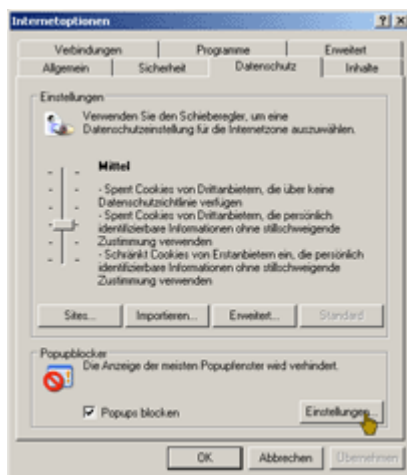 Internetoptionen
Verbindungen Programme Erweitert
Allgemein Sicherheit Datenschutz Inhalte
Einstellungen
Verwenden Sie den Schieberegler, um eine
Datenschutzeinstellung für die Internetzone auszuwählen.
Mittel
- Sperrt Cookies von Drittanbietern, die über keine
Datenschutzrichtlinie verfügen
- Sperrt Cookies von Drittanbietern, die persönlich
identifizierbare Informationen ohne stillschweigende
Zustimmung verwenden
- Schränkt Cookies von Erstanbietern ein, die persönlich
identifizierbare Informationen ohne stillschweigende
Zustimmung verwenden
Sites... Importieren... Erweitert... Standard
Popupblocker
Die Anzeige der meisten Popupfenster wird verhindert.
Popups blocken
Einstellungen...
OK Abbrechen Übernehmen